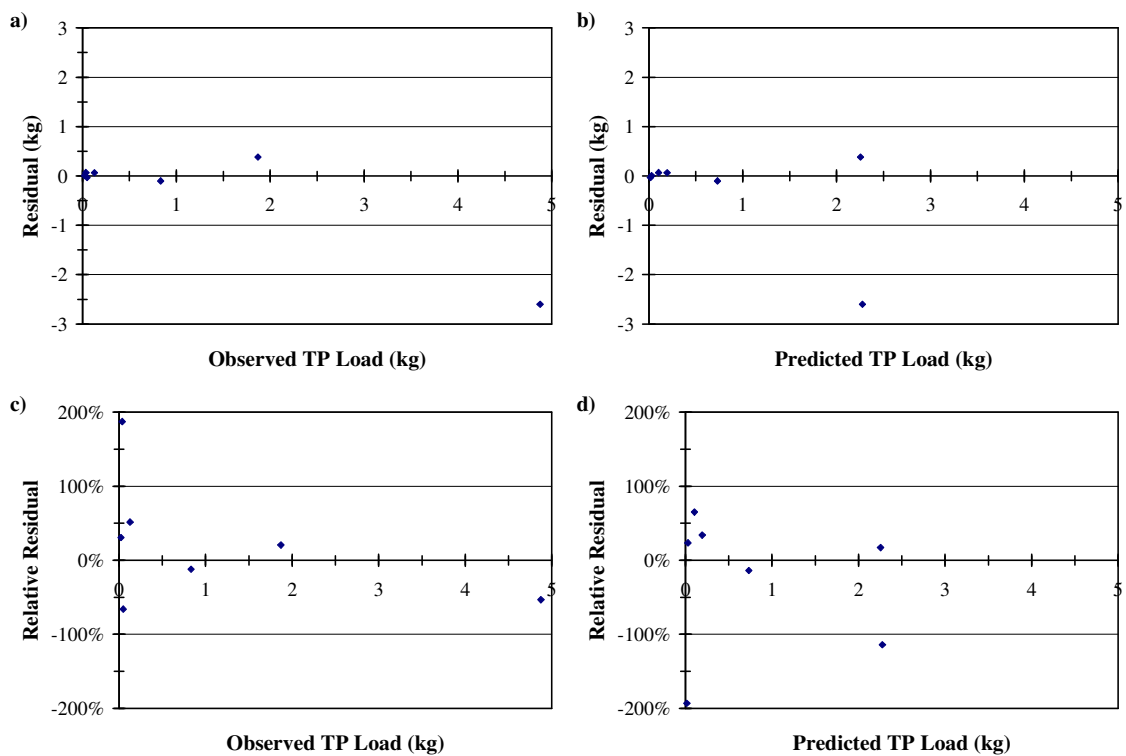 a)
3
2
1
0
-1
-2
-3
0 1 2 3 4 5
Residual (kg)
Observed TP Load (kg)
b)
3
2
1
0
-1
-2
-3
0 1 2 3 4 5
Residual (kg)
Predicted TP Load (kg)
c)
200%
100%
0%
-100%
-200%
0 1 2 3 4 5
Relative Residual
Observed TP Load (kg)
d)
200%
100%
0%
-100%
-200%
0 1 2 3 4 5
Relative Residual
Predicted TP Load (kg)